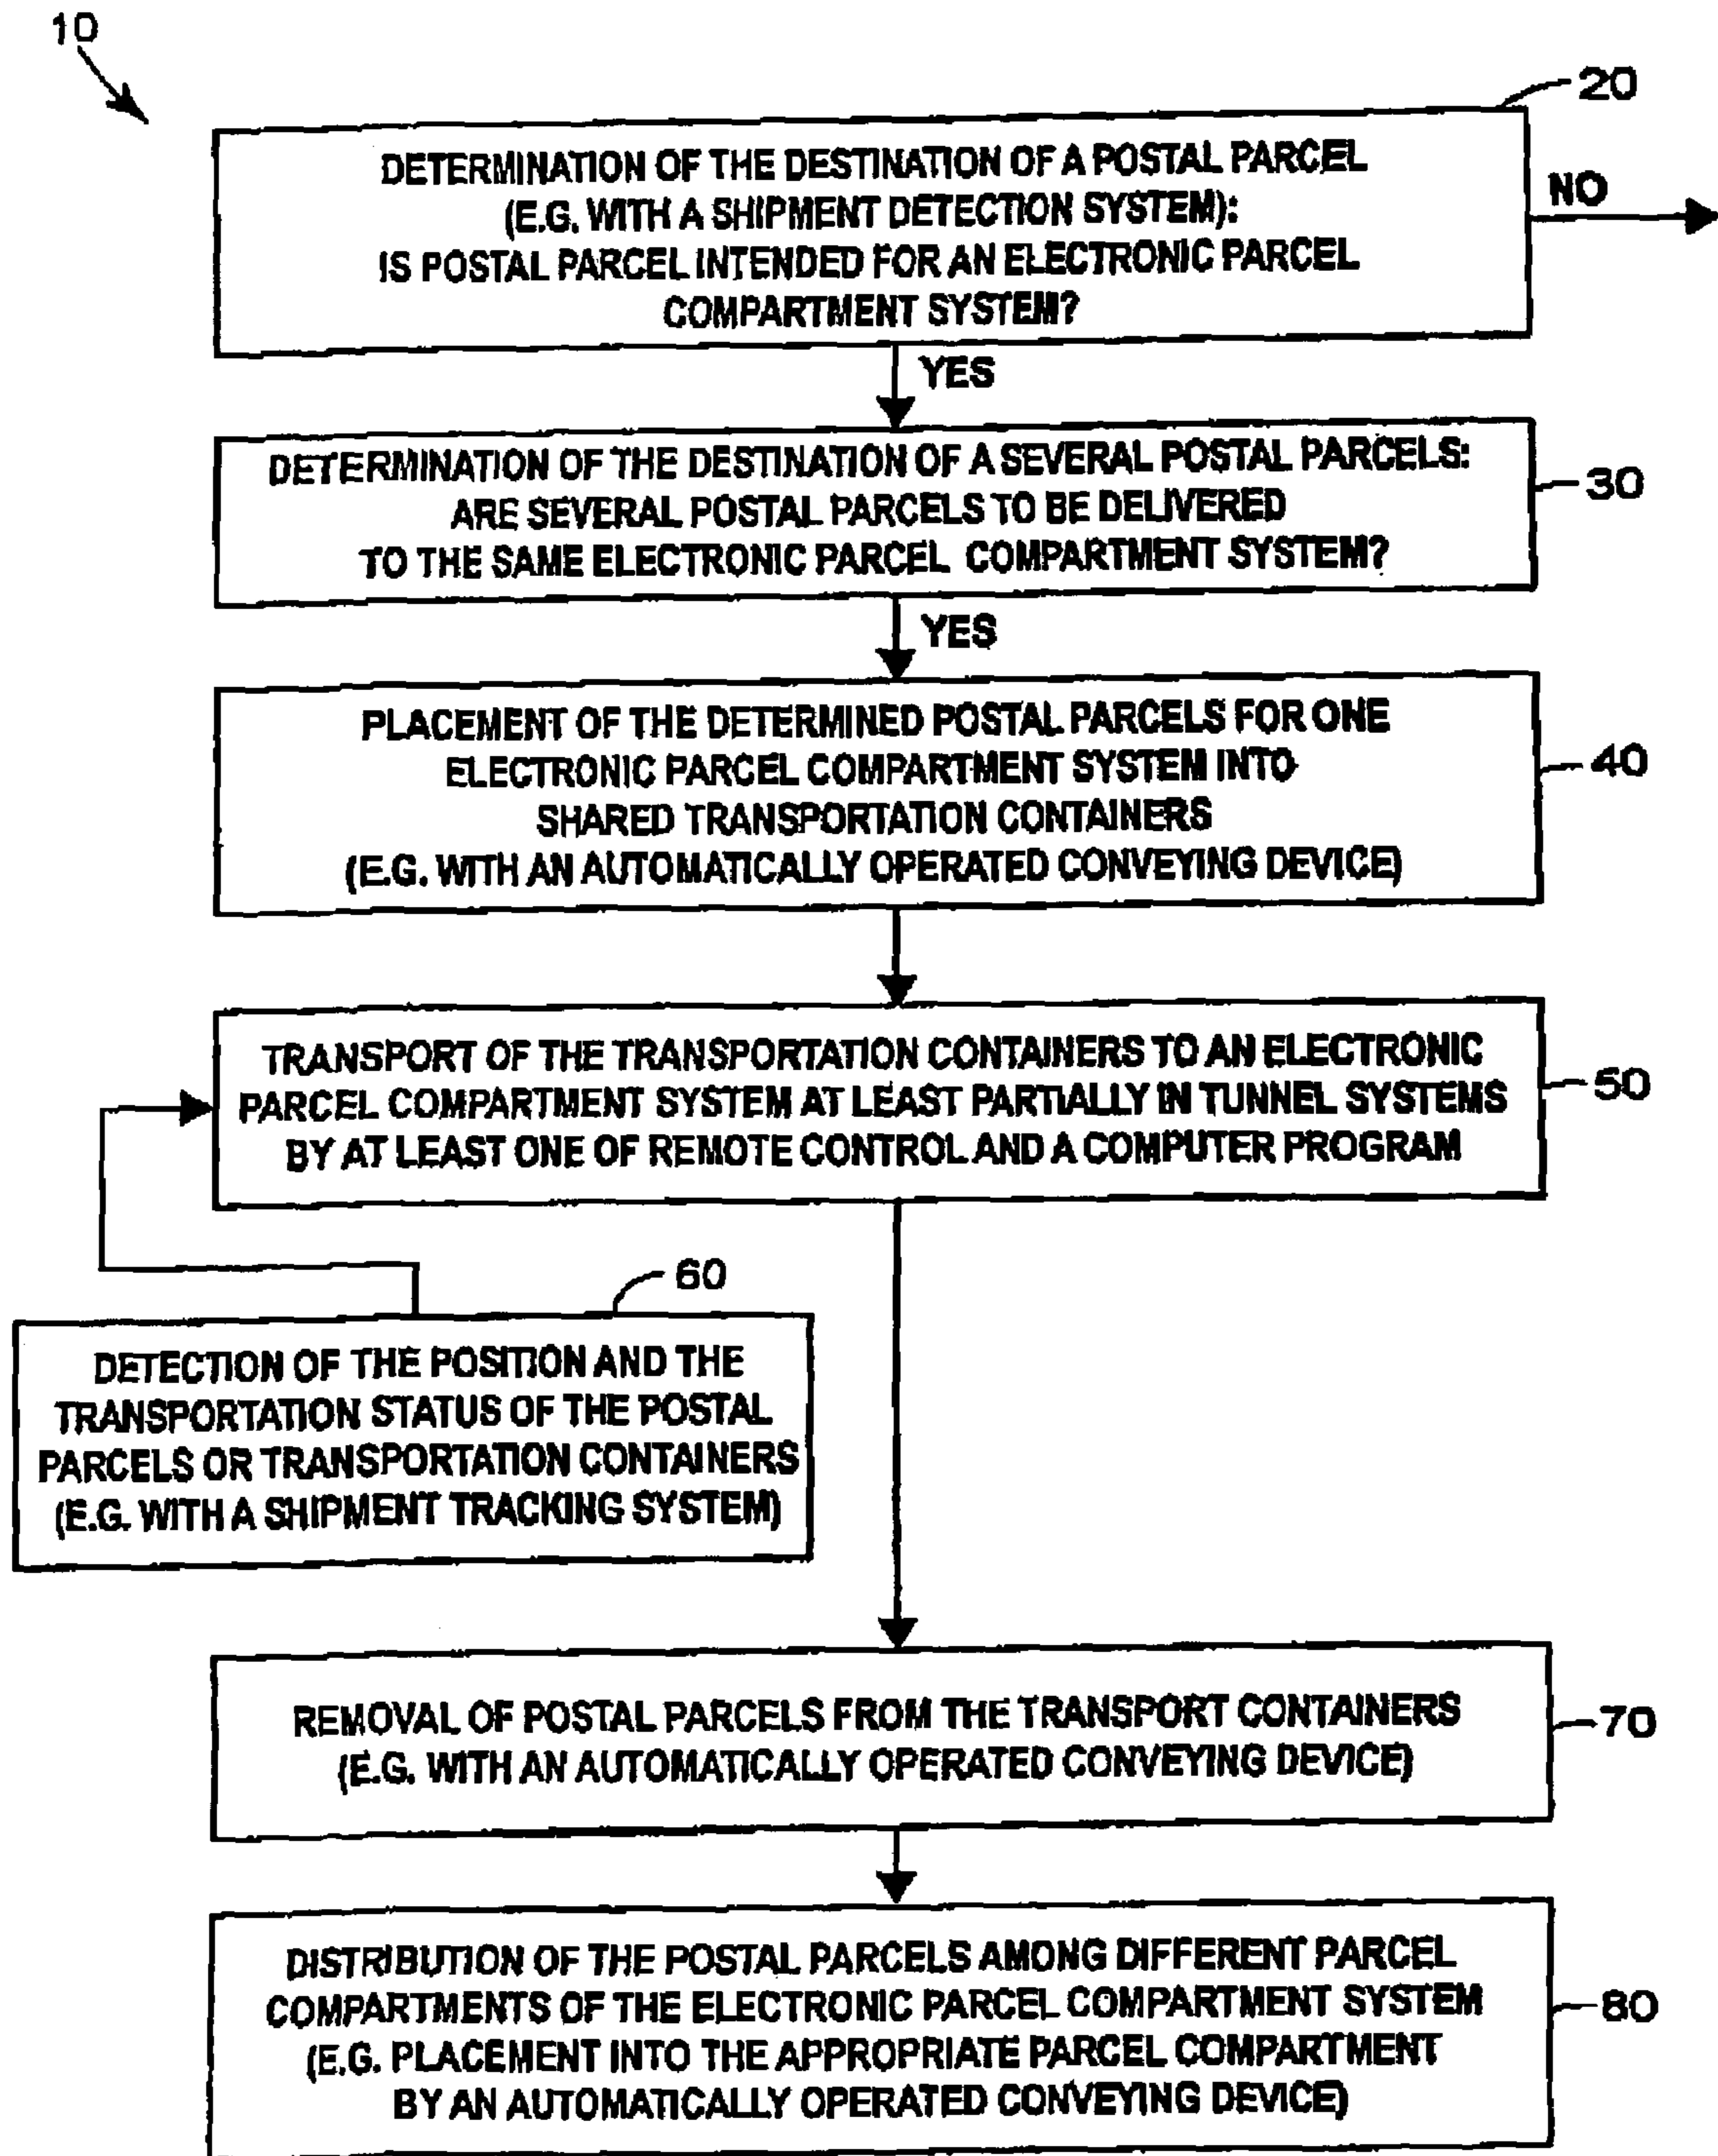 10
20
DETERMINATION OF THE DESTINATION OF A POSTAL PARCEL
(E.G. WITH A SHIPMENT DETECTION SYSTEM):
IS POSTAL PARCEL INTENDED FOR AN ELECTRONIC PARCEL
COMPARTMENT SYSTEM?
NO
YES
DETERMINATION OF THE DESTINATION OF A SEVERAL POSTAL PARCELS:
ARE SEVERAL POSTAL PARCELS TO BE DELIVERED
TO THE SAME ELECTRONIC PARCEL COMPARTMENT SYSTEM?
30
YES
PLACEMENT OF THE DETERMINED POSTAL PARCELS FOR ONE
ELECTRONIC PARCEL COMPARTMENT SYSTEM INTO
SHARED TRANSPORTATION CONTAINERS
(E.G. WITH AN AUTOMATICALLY OPERATED CONVEYING DEVICE)
40
TRANSPORT OF THE TRANSPORTATION CONTAINERS TO AN ELECTRONIC
PARCEL COMPARTMENT SYSTEM AT LEAST PARTIALLY IN TUNNEL SYSTEMS
BY AT LEAST ONE OF REMOTE CONTROL AND A COMPUTER PROGRAM
50
60
DETECTION OF THE POSITION AND THE
TRANSPORTATION STATUS OF THE POSTAL
PARCELS OR TRANSPORTATION CONTAINERS
(E.G. WITH A SHIPMENT TRACKING SYSTEM)
REMOVAL OF POSTAL PARCELS FROM THE TRANSPORT CONTAINERS
(E.G. WITH AN AUTOMATICALLY OPERATED CONVEYING DEVICE)
70
DISTRIBUTION OF THE POSTAL PARCELS AMONG DIFFERENT PARCEL
COMPARTMENTS OF THE ELECTRONIC PARCEL COMPARTMENT SYSTEM
(E.G. PLACEMENT INTO THE APPROPRIATE PARCEL COMPARTMENT
BY AN AUTOMATICALLY OPERATED CONVEYING DEVICE)
80